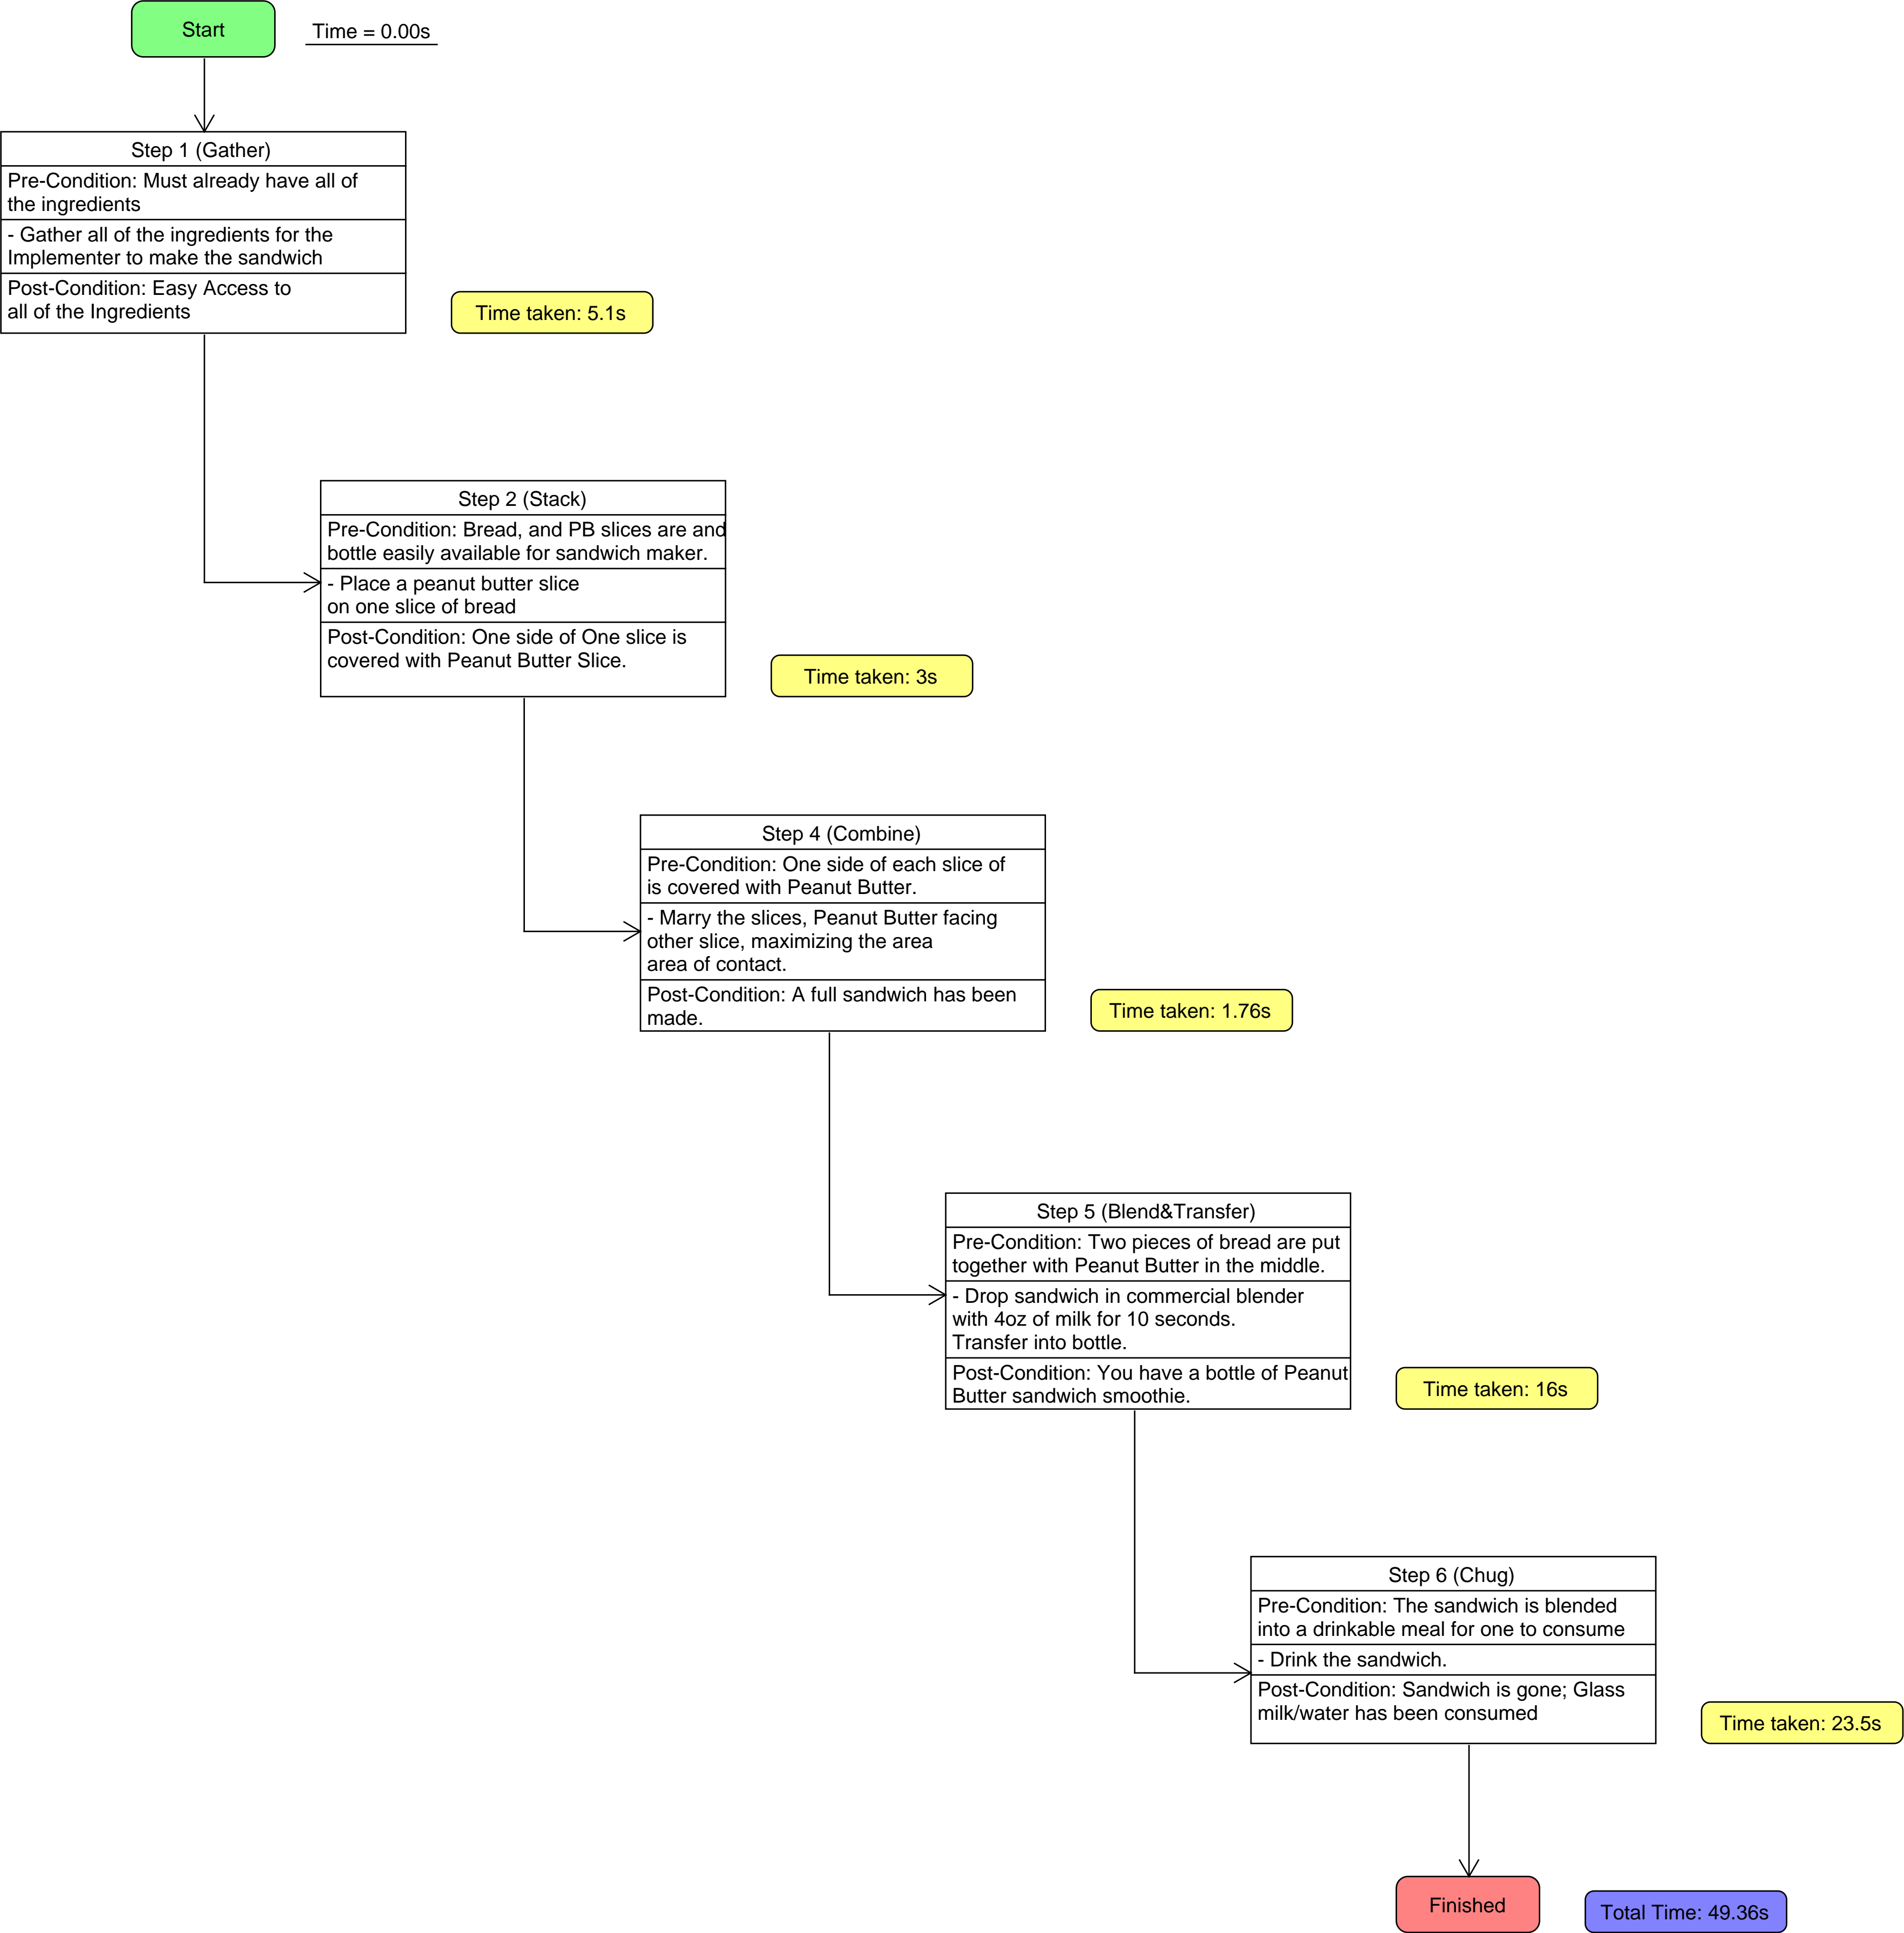 Start
Time = 0.00s
Step 1 (Gather)
Pre-Condition: Must already have all of
the ingredients
- Gather all of the ingredients for the
Implementer to make the sandwich
Post-Condition: Easy Access to
all of the Ingredients
Time taken: 5.1s
Step 2 (Stack)
Pre-Condition: Bread, and PB slices are and
bottle easily available for sandwich maker.
- Place a peanut butter slice
on one slice of bread
Post-Condition: One side of One slice is
covered with Peanut Butter Slice.
Time taken: 3s
Step 4 (Combine)
Pre-Condition: One side of each slice of
is covered with Peanut Butter.
- Marry the slices, Peanut Butter facing
other slice, maximizing the area
area of contact.
Post-Condition: A full sandwich has been
made.
Time taken: 1.76s
Step 5 (Blend&Transfer)
Pre-Condition: Two pieces of bread are put
together with Peanut Butter in the middle.
- Drop sandwich in commercial blender
with 4oz of milk for 10 seconds.
Transfer into bottle.
Post-Condition: You have a bottle of Peanut
Butter sandwich smoothie.
Time taken: 16s
Step 6 (Chug)
Pre-Condition: The sandwich is blended
into a drinkable meal for one to consume
- Drink the sandwich.
Post-Condition: Sandwich is gone; Glass
milk/water has been consumed
Time taken: 23.5s
Finished
Total Time: 49.36s